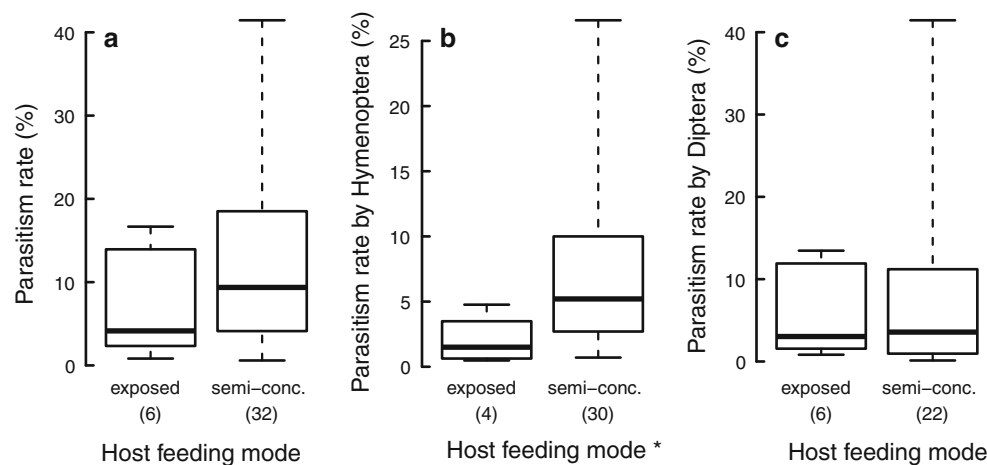 a
Parasitism rate (%)
40
30
20
10
0
exposed
(6)
semi−conc.
(32)
Host feeding mode
b
Parasitism rate by Hymenoptera (%)
25
20
15
10
5
0
exposed
(4)
semi−conc.
(30)
Host feeding mode *
c
Parasitism rate by Diptera (%)
40
30
20
10
0
exposed
(6)
semi−conc.
(22)
Host feeding mode